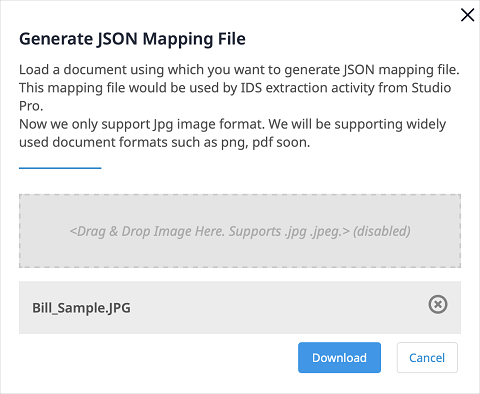 Generate JSON Mapping File
Load a document using which you want to generate JSON mapping file.
This mapping file would be used by IDS extraction activity from Studio
Pro.
Now we only support Jpg image format. We will be supporting widely
used document formats such as png, pdf soon.
<Drag & Drop Image Here. Supports .jpg .jpeg.> (disabled)
Bill_Sample.JPG
Download
Cancel